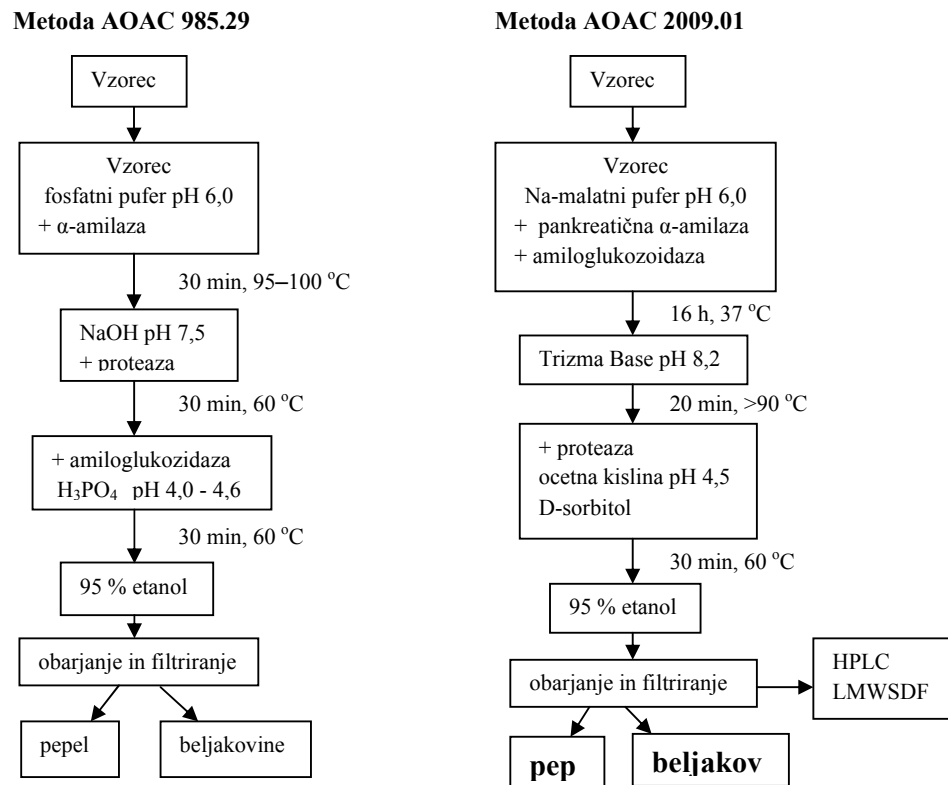 Metoda AOAC 985.29
Vzorec
Vzorec
fosfatni pufer pH 6,0
+ α-amilaza
30 min, 95–100 °C
NaOH pH 7,5
+ proteaza
30 min, 60 °C
+ amiloglukozidaza
H₃PO₄ pH 4,0 - 4,6
30 min, 60 °C
95 % etanol
obarjanje in filtriranje
pepel
beljakovine
Metoda AOAC 2009.01
Vzorec
Vzorec
Na-malatni pufer pH 6,0
+ pankreatična α-amilaza
+ amiloglukozoidaza
16 h, 37 °C
Trizma Base pH 8,2
20 min, >90 °C
+ proteaza
ocetna kislina pH 4,5
D-sorbitol
30 min, 60 °C
95 % etanol
obarjanje in filtriranje
HPLC
LMWSDF
pep
beljakov